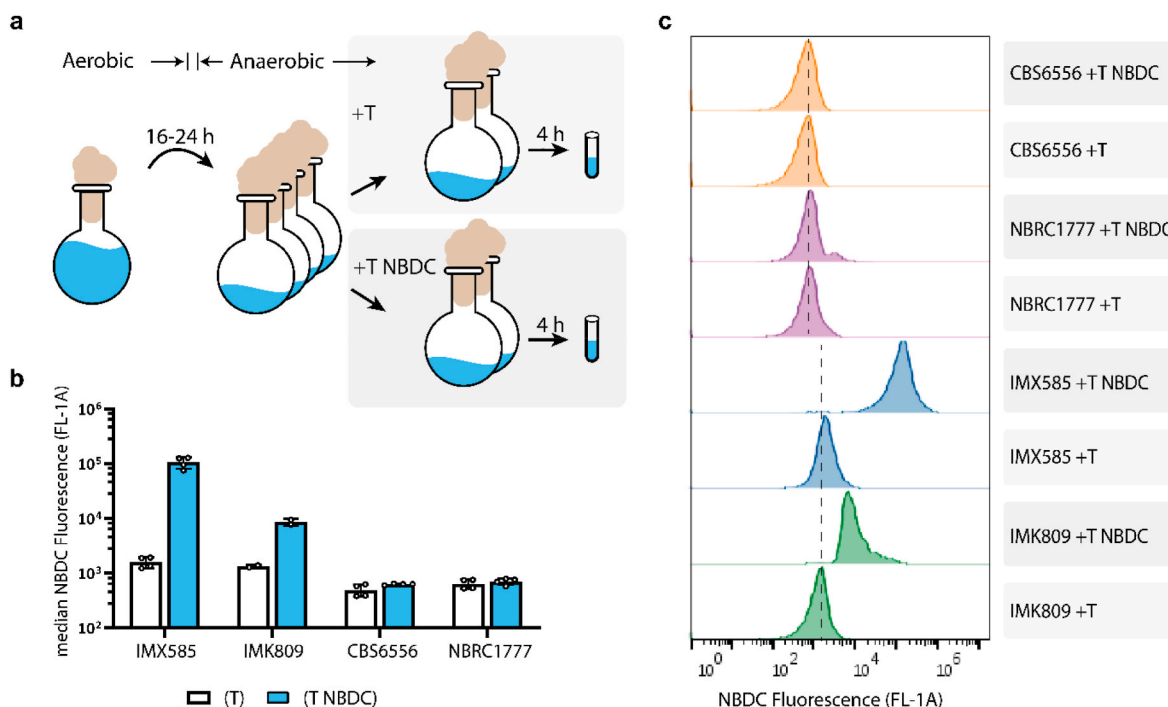 a
Aerobic
Anaerobic
+T
16-24 h
4 h
+T NBDC
4 h
b
median NBDC Fluorescence (FL-1A)
10⁶
10⁵
10⁴
10³
10²
IMX585
IMK809
CBS6556
NBRC1777
(T)
(T NBDC)
c
CBS6556 +T NBDC
CBS6556 +T
NBRC1777 +T NBDC
NBRC1777 +T
IMX585 +T NBDC
IMX585 +T
IMK809 +T NBDC
IMK809 +T
10⁰ 10² 10⁴ 10⁶
NBDC Fluorescence (FL-1A)